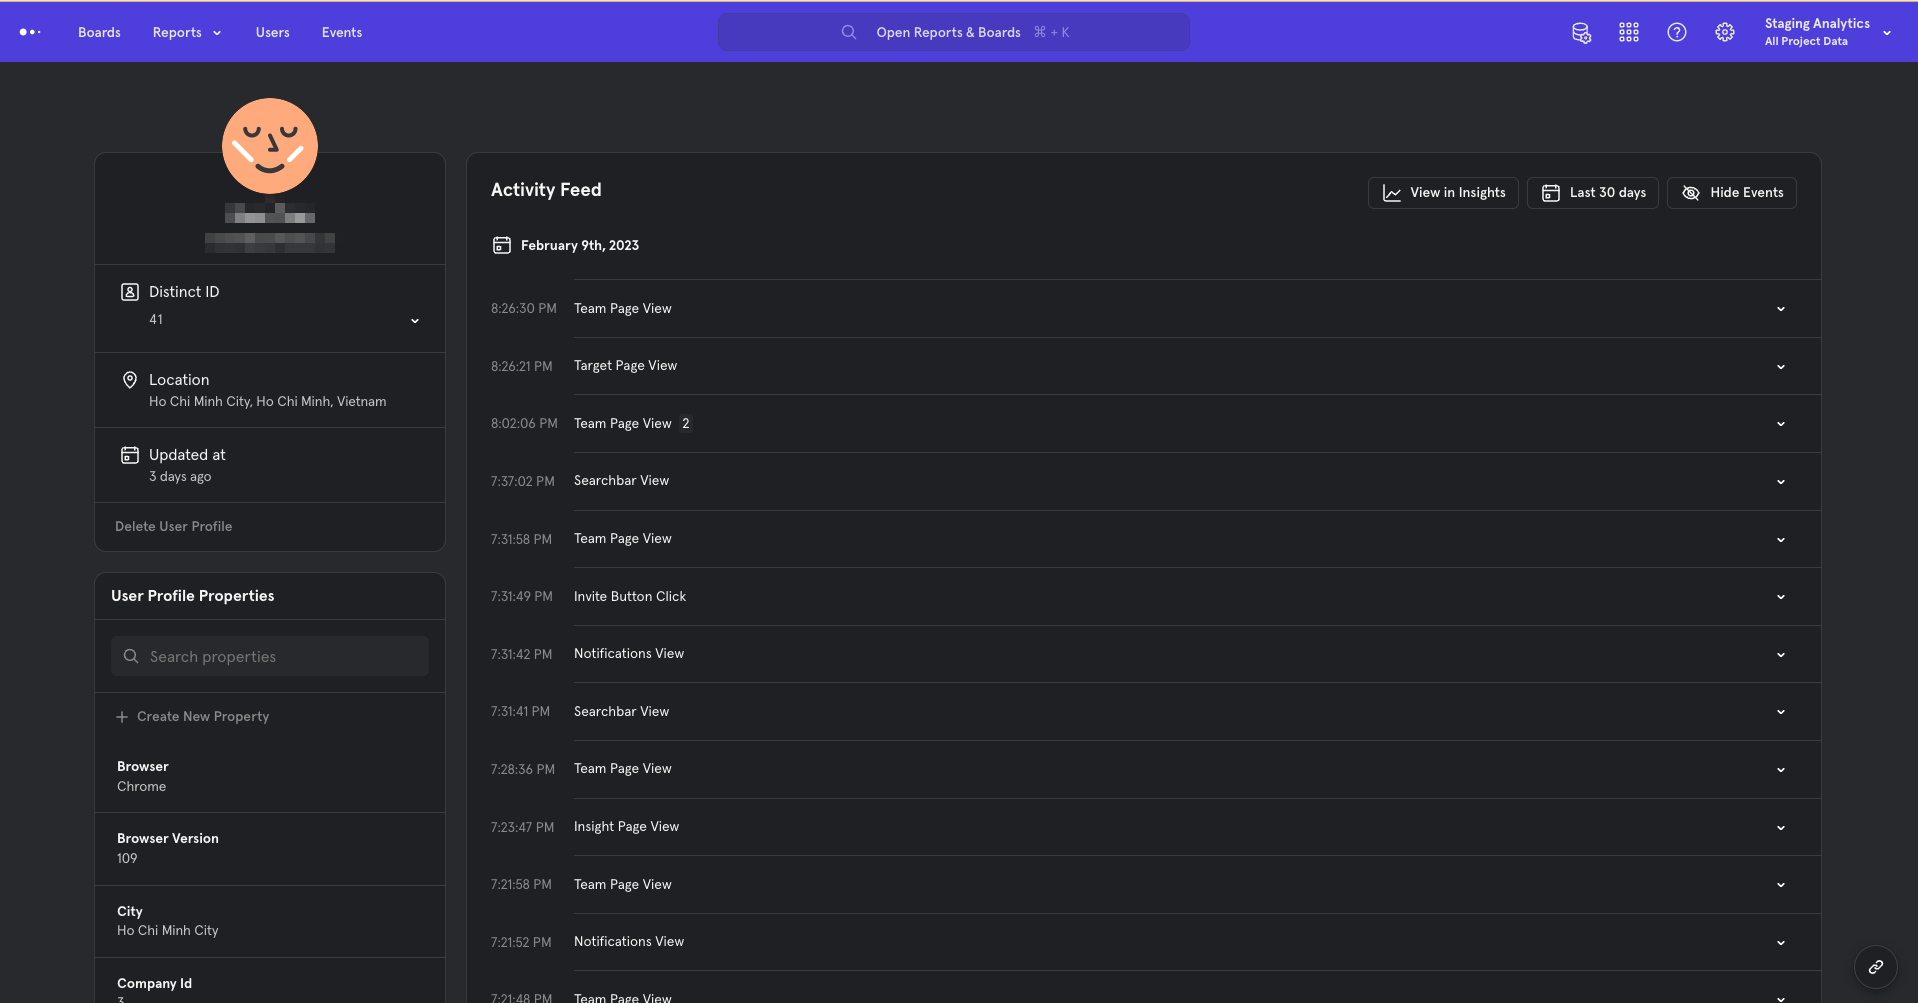 Boards Reports Users Events
Open Reports & Boards ⌘ + K
Staging Analytics
All Project Data
Distinct ID
41
Location
Ho Chi Minh City, Ho Chi Minh, Vietnam
Updated at
3 days ago
Delete User Profile
User Profile Properties
Search properties
Create New Property
Browser
Chrome
Browser Version
109
City
Ho Chi Minh City
Company Id
3
Activity Feed
View in Insights Last 30 days Hide Events
February 9th, 2023
8:26:30 PM Team Page View
8:26:21 PM Target Page View
8:02:06 PM Team Page View 2
7:37:02 PM Searchbar View
7:31:58 PM Team Page View
7:31:49 PM Invite Button Click
7:31:42 PM Notifications View
7:31:41 PM Searchbar View
7:28:36 PM Team Page View
7:23:47 PM Insight Page View
7:21:58 PM Team Page View
7:21:52 PM Notifications View
7:21:48 PM Team Page View